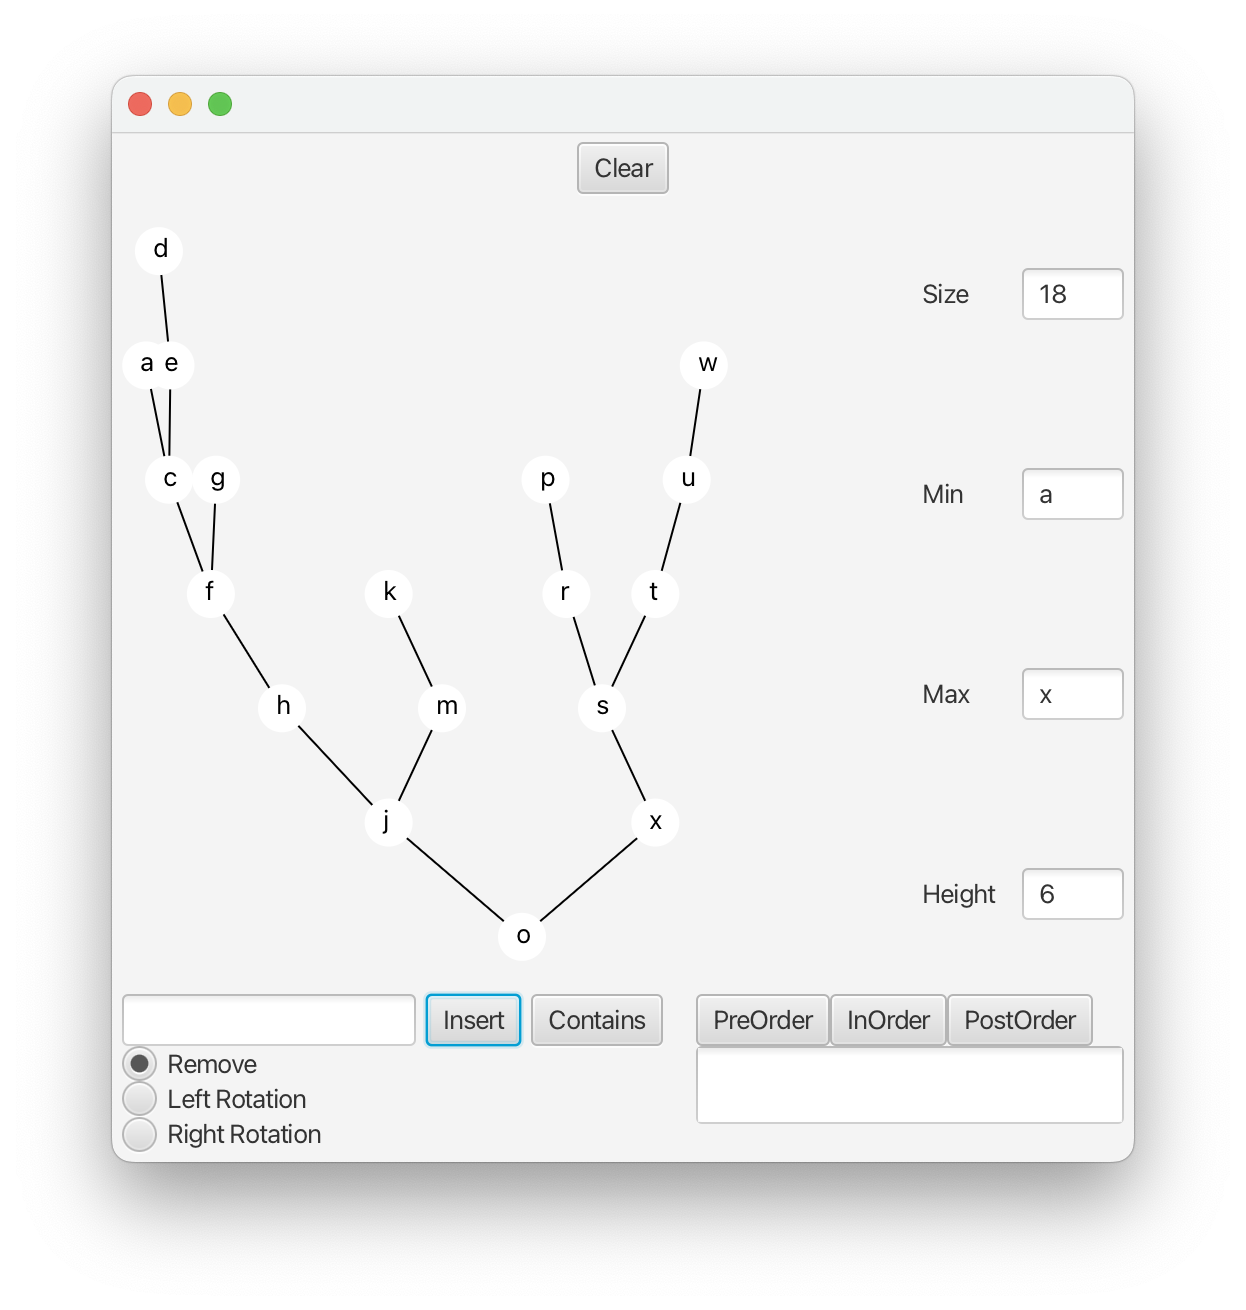 Clear
d
Size 18
a e w
c g p u
Min a
f k r t
h m s
Max x
j x
Height 6
o
Insert Contains PreOrder InOrder PostOrder
Remove
Left Rotation
Right Rotation